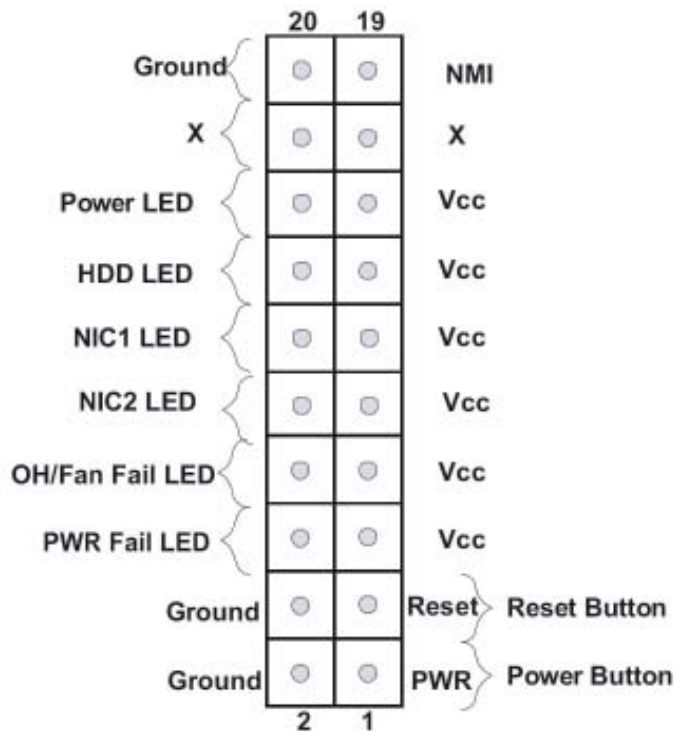 20 19
Ground NMI
X X
Power LED Vcc
HDD LED Vcc
NIC1 LED Vcc
NIC2 LED Vcc
OH/Fan Fail LED Vcc
PWR Fail LED Vcc
Ground Reset Reset Button
Ground PWR Power Button
2 1